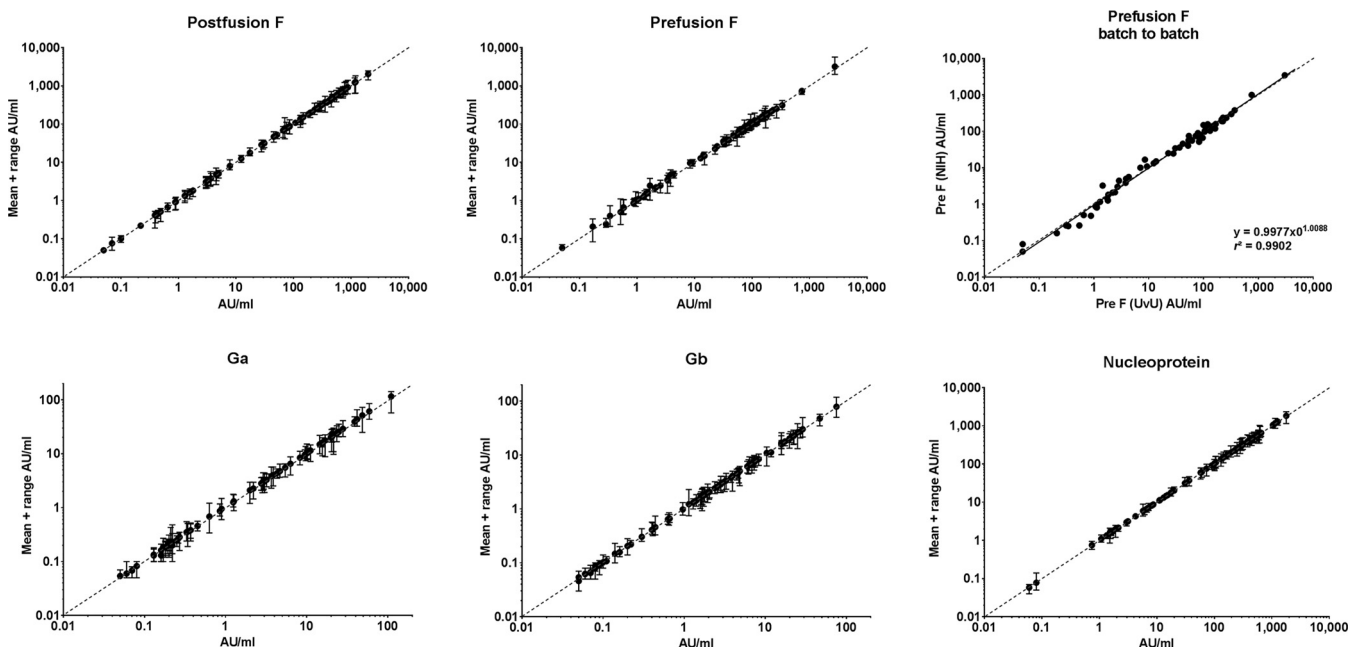 Postfusion F
Mean + range AU/ml
10,000
1,000
100
10
1
0.1
0.01
0.01 0.1 1 10 100 1,000 10,000
AU/ml
Prefusion F
Mean + range AU/ml
10,000
1,000
100
10
1
0.1
0.01
0.01 0.1 1 10 100 1,000 10,000
AU/ml
Prefusion F
batch to batch
Pre F (NIH) AU/ml
10,000
1,000
100
10
1
0.1
0.01
y = 0.9977x0^1.0088
r² = 0.9902
0.01 0.1 1 10 100 1,000 10,000
Pre F (UvU) AU/ml
Ga
Mean + range AU/ml
100
10
1
0.1
0.01
0.01 0.1 1 10 100
AU/ml
Gb
Mean + range AU/ml
100
10
1
0.1
0.01
0.01 0.1 1 10 100
AU/ml
Nucleoprotein
Mean + range AU/ml
10,000
1,000
100
10
1
0.1
0.01
0.01 0.1 1 10 100 1,000 10,000
AU/ml